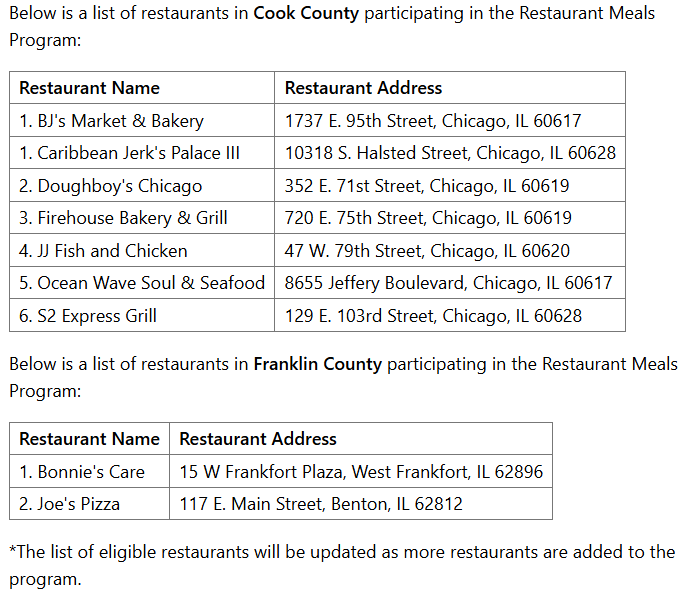 Below is a list of restaurants in Cook County participating in the Restaurant Meals
Program:
Restaurant Name Restaurant Address
1. BJ's Market & Bakery 1737 E. 95th Street, Chicago, IL 60617
1. Caribbean Jerk's Palace III 10318 S. Halsted Street, Chicago, IL 60628
2. Doughboy's Chicago 352 E. 71st Street, Chicago, IL 60619
3. Firehouse Bakery & Grill 720 E. 75th Street, Chicago, IL 60619
4. JJ Fish and Chicken 47 W. 79th Street, Chicago, IL 60620
5. Ocean Wave Soul & Seafood 8655 Jeffery Boulevard, Chicago, IL 60617
6. S2 Express Grill 129 E. 103rd Street, Chicago, IL 60628
Below is a list of restaurants in Franklin County participating in the Restaurant Meals
Program:
Restaurant Name Restaurant Address
1. Bonnie's Care 15 W Frankfort Plaza, West Frankfort, IL 62896
2. Joe's Pizza 117 E. Main Street, Benton, IL 62812
*The list of eligible restaurants will be updated as more restaurants are added to the
program.